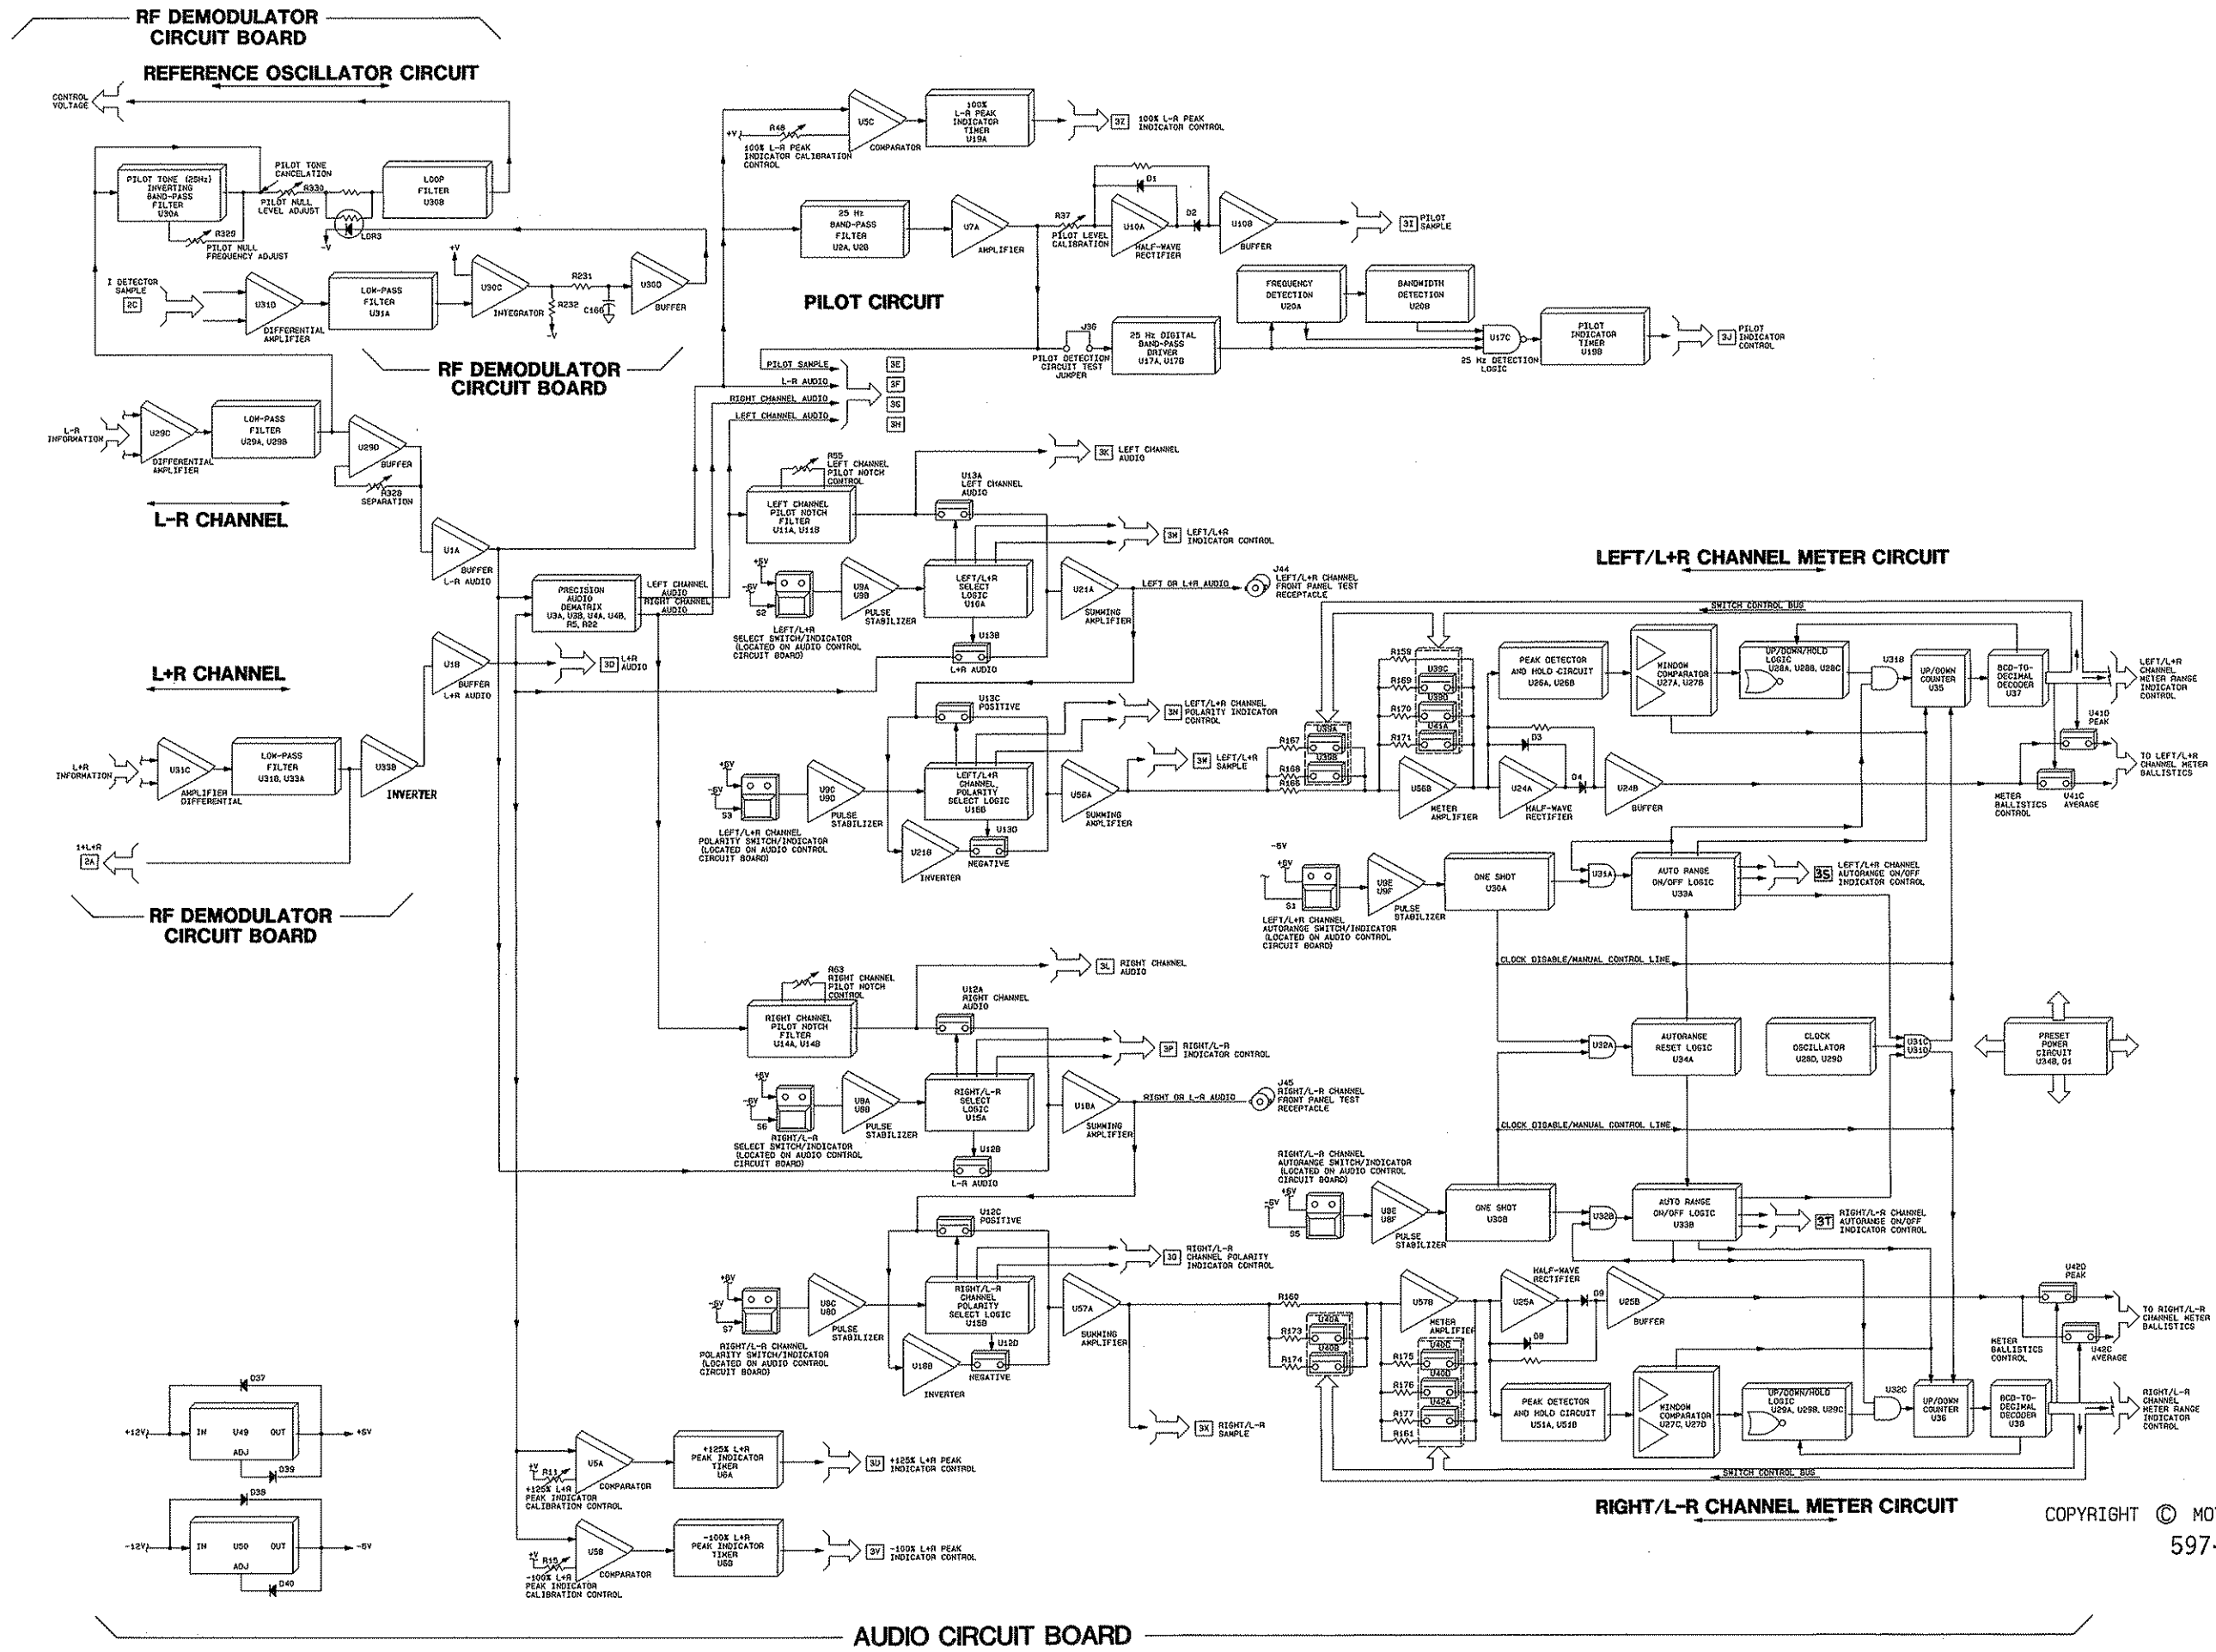 RF DEMODULATOR
CIRCUIT BOARD
REFERENCE OSCILLATOR CIRCUIT
CONTROL
VOLTAGE
PILOT TONE (25Hz)
INVERTING
BAND-PASS
FILTER
U30A
PILOT TONE
CANCELATION
R330
PILOT NULL
LEVEL ADJUST
LOOP
FILTER
U30B
R329
PILOT NULL
FREQUENCY ADJUST
-V
LDR3
I DETECTOR
SAMPLE
2C
U31D
DIFFERENTIAL
AMPLIFIER
LOW-PASS
FILTER
U31A
+V
U30C
INTEGRATOR
R231
R232
-V
C166
U30D
BUFFER
RF DEMODULATOR
CIRCUIT BOARD
L-R
INFORMATION
U29C
DIFFERENTIAL
AMPLIFIER
LOW-PASS
FILTER
U29A, U29B
U29D
BUFFER
R328
SEPARATION
L-R CHANNEL
U1A
BUFFER
L-R AUDIO
L+R CHANNEL
U1B
BUFFER
L+R AUDIO
L+R
INFORMATION
U31C
AMPLIFIER
DIFFERENTIAL
LOW-PASS
FILTER
U31B, U33A
U33B
INVERTER
1+L+R
2A
RF DEMODULATOR
CIRCUIT BOARD
PRECISION
AUDIO
DEMATRIX
U3A, U3B, U4A, U4B,
R5, R22
LEFT CHANNEL
AUDIO
RIGHT CHANNEL
AUDIO
3D
L+R
AUDIO
+V
R48
100% L-R PEAK
INDICATOR CALIBRATION
CONTROL
U5C
COMPARATOR
100%
L-R PEAK
INDICATOR
TIMER
U19A
3Z
100% L-R PEAK
INDICATOR CONTROL
25 Hz
BAND-PASS
FILTER
U2A, U2B
U7A
AMPLIFIER
R37
PILOT LEVEL
CALIBRATION
D1
U10A
HALF-WAVE
RECTIFIER
D2
U10B
BUFFER
3I
PILOT
SAMPLE
PILOT CIRCUIT
FREQUENCY
DETECTION
U20A
BANDWIDTH
DETECTION
U20B
J36
PILOT DETECTION
CIRCUIT TEST
JUMPER
25 Hz DIGITAL
BAND-PASS
DRIVER
U17A, U17B
U17C
25 Hz DETECTION
LOGIC
PILOT
INDICATOR
TIMER
U19B
3J
PILOT
INDICATOR
CONTROL
PILOT SAMPLE
3E
L-R AUDIO
3F
RIGHT CHANNEL AUDIO
3G
LEFT CHANNEL AUDIO
3H
R55
LEFT CHANNEL
PILOT NOTCH
CONTROL
LEFT CHANNEL
PILOT NOTCH
FILTER
U11A, U11B
3K
LEFT CHANNEL
AUDIO
U13A
LEFT CHANNEL
AUDIO
3M
LEFT/L+R
INDICATOR CONTROL
+6V
-6V
S2
LEFT/L+R
SELECT SWITCH/INDICATOR
(LOCATED ON AUDIO CONTROL
CIRCUIT BOARD)
U9A
U9B
PULSE
STABILIZER
LEFT/L+R
SELECT
LOGIC
U16A
U13B
L+R AUDIO
U21A
SUMMING
AMPLIFIER
LEFT OR L+R AUDIO
J44
LEFT/L+R CHANNEL
FRONT PANEL TEST
RECEPTACLE
U13C
POSITIVE
3N
LEFT/L+R CHANNEL
POLARITY INDICATOR
CONTROL
+6V
-6V
S3
LEFT/L+R CHANNEL
POLARITY SWITCH/INDICATOR
(LOCATED ON AUDIO CONTROL
CIRCUIT BOARD)
U9C
U9D
PULSE
STABILIZER
LEFT/L+R
CHANNEL
POLARITY
SELECT LOGIC
U16B
U13D
NEGATIVE
U21B
INVERTER
U56A
SUMMING
AMPLIFIER
3W
LEFT/L+R
SAMPLE
LEFT/L+R CHANNEL METER CIRCUIT
SWITCH CONTROL BUS
U39A
R167
U39B
R168
R166
R159
U39C
R169
U39D
R170
U41A
R171
U56B
METER
AMPLIFIER
PEAK DETECTOR
AND HOLD CIRCUIT
U26A, U26B
D3
U24A
HALF-WAVE
RECTIFIER
D4
U24B
BUFFER
WINDOW
COMPARATOR
U27A, U27B
UP/DOWN/HOLD
LOGIC
U28A, U28B, U28C
U31B
UP/DOWN
COUNTER
U35
BCD-TO-
DECIMAL
DECODER
U37
LEFT/L+R
CHANNEL
METER RANGE
INDICATOR
CONTROL
U41D
PEAK
METER
BALLISTICS
CONTROL
U41C
AVERAGE
TO LEFT/L+R
CHANNEL METER
BALLISTICS
-6V
+6V
S1
LEFT/L+R CHANNEL
AUTORANGE SWITCH/INDICATOR
(LOCATED ON AUDIO CONTROL
CIRCUIT BOARD)
U9E
U9F
PULSE
STABILIZER
ONE SHOT
U30A
U31A
AUTO RANGE
ON/OFF LOGIC
U33A
3S
LEFT/L+R CHANNEL
AUTORANGE ON/OFF
INDICATOR CONTROL
CLOCK DISABLE/MANUAL CONTROL LINE
U32A
AUTORANGE
RESET LOGIC
U34A
CLOCK
OSCILLATOR
U28D, U29D
U31C
U31D
PRESET
POWER
CIRCUIT
U34B, Q1
CLOCK DISABLE/MANUAL CONTROL LINE
R63
RIGHT CHANNEL
PILOT NOTCH
CONTROL
RIGHT CHANNEL
PILOT NOTCH
FILTER
U14A, U14B
3L
RIGHT CHANNEL
AUDIO
U12A
RIGHT CHANNEL
AUDIO
3P
RIGHT/L-R
INDICATOR CONTROL
+6V
-6V
S6
RIGHT/L-R
SELECT SWITCH/INDICATOR
(LOCATED ON AUDIO CONTROL
CIRCUIT BOARD)
U8A
U8B
PULSE
STABILIZER
RIGHT/L-R
SELECT
LOGIC
U15A
U12B
L-R AUDIO
U18A
SUMMING
AMPLIFIER
RIGHT OR L-R AUDIO
J45
RIGHT/L-R CHANNEL
FRONT PANEL TEST
RECEPTACLE
U12C
POSITIVE
3Q
RIGHT/L-R
CHANNEL POLARITY
INDICATOR CONTROL
+6V
-6V
S7
RIGHT/L-R CHANNEL
POLARITY SWITCH/INDICATOR
(LOCATED ON AUDIO CONTROL
CIRCUIT BOARD)
U8C
U8D
PULSE
STABILIZER
RIGHT/L-R
CHANNEL
POLARITY
SELECT LOGIC
U15B
U12D
NEGATIVE
U18B
INVERTER
U57A
SUMMING
AMPLIFIER
3X
RIGHT/L-R
SAMPLE
RIGHT/L-R CHANNEL
AUTORANGE SWITCH/INDICATOR
(LOCATED ON AUDIO CONTROL
CIRCUIT BOARD)
+6V
-6V
S5
U8E
U8F
PULSE
STABILIZER
ONE SHOT
U30B
U32B
AUTO RANGE
ON/OFF LOGIC
U33B
3T
RIGHT/L-R CHANNEL
AUTORANGE ON/OFF
INDICATOR CONTROL
R160
U40A
R173
U40B
R174
U57B
METER
AMPLIFIER
U40C
R175
U40D
R176
U42A
R177
R161
HALF-WAVE
RECTIFIER
U25A
D9
D8
U25B
BUFFER
PEAK DETECTOR
AND HOLD CIRCUIT
U51A, U51B
WINDOW
COMPARATOR
U27C, U27D
UP/DOWN/HOLD
LOGIC
U29A, U29B, U29C
U32C
UP/DOWN
COUNTER
U36
BCD-TO-
DECIMAL
DECODER
U38
U42D
PEAK
METER
BALLISTICS
CONTROL
U42C
AVERAGE
TO RIGHT/L-R
CHANNEL METER
BALLISTICS
RIGHT/L-R
CHANNEL
METER RANGE
INDICATOR
CONTROL
SWITCH CONTROL BUS
RIGHT/L-R CHANNEL METER CIRCUIT
+V
R11
+125% L+R
PEAK INDICATOR
CALIBRATION CONTROL
U5A
COMPARATOR
+125% L+R
PEAK INDICATOR
TIMER
U6A
3U
+125% L+R PEAK
INDICATOR CONTROL
+V
R15
-100% L+R
PEAK INDICATOR
CALIBRATION CONTROL
U5B
COMPARATOR
-100% L+R
PEAK INDICATOR
TIMER
U6B
3V
-100% L+R PEAK
INDICATOR CONTROL
D37
+12V
IN U49 OUT
ADJ
+6V
D39
D38
-12V
IN U50 OUT
ADJ
-6V
D40
COPYRIGHT © MO
597-
AUDIO CIRCUIT BOARD